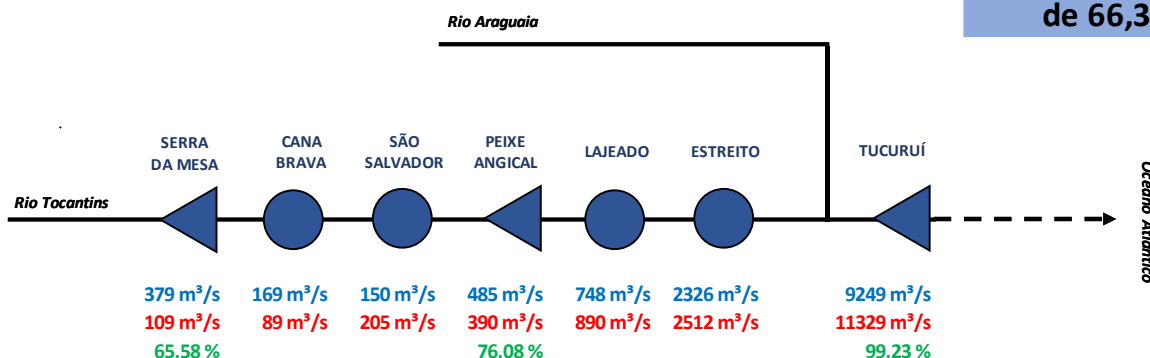 de 66,3
Rio Araguaia
SERRA
DA MESA
CANA
BRAVA
SÃO
SALVADOR
PEIXE
ANGICAL
LAJEADO
ESTREITO
TUCURUÍ
Rio Tocantins
Oceano Atlântico
379 m³/s 169 m³/s 150 m³/s 485 m³/s 748 m³/s 2326 m³/s 9249 m³/s
109 m³/s 89 m³/s 205 m³/s 390 m³/s 890 m³/s 2512 m³/s 11329 m³/s
65.58 % 76.08 % 99.23 %